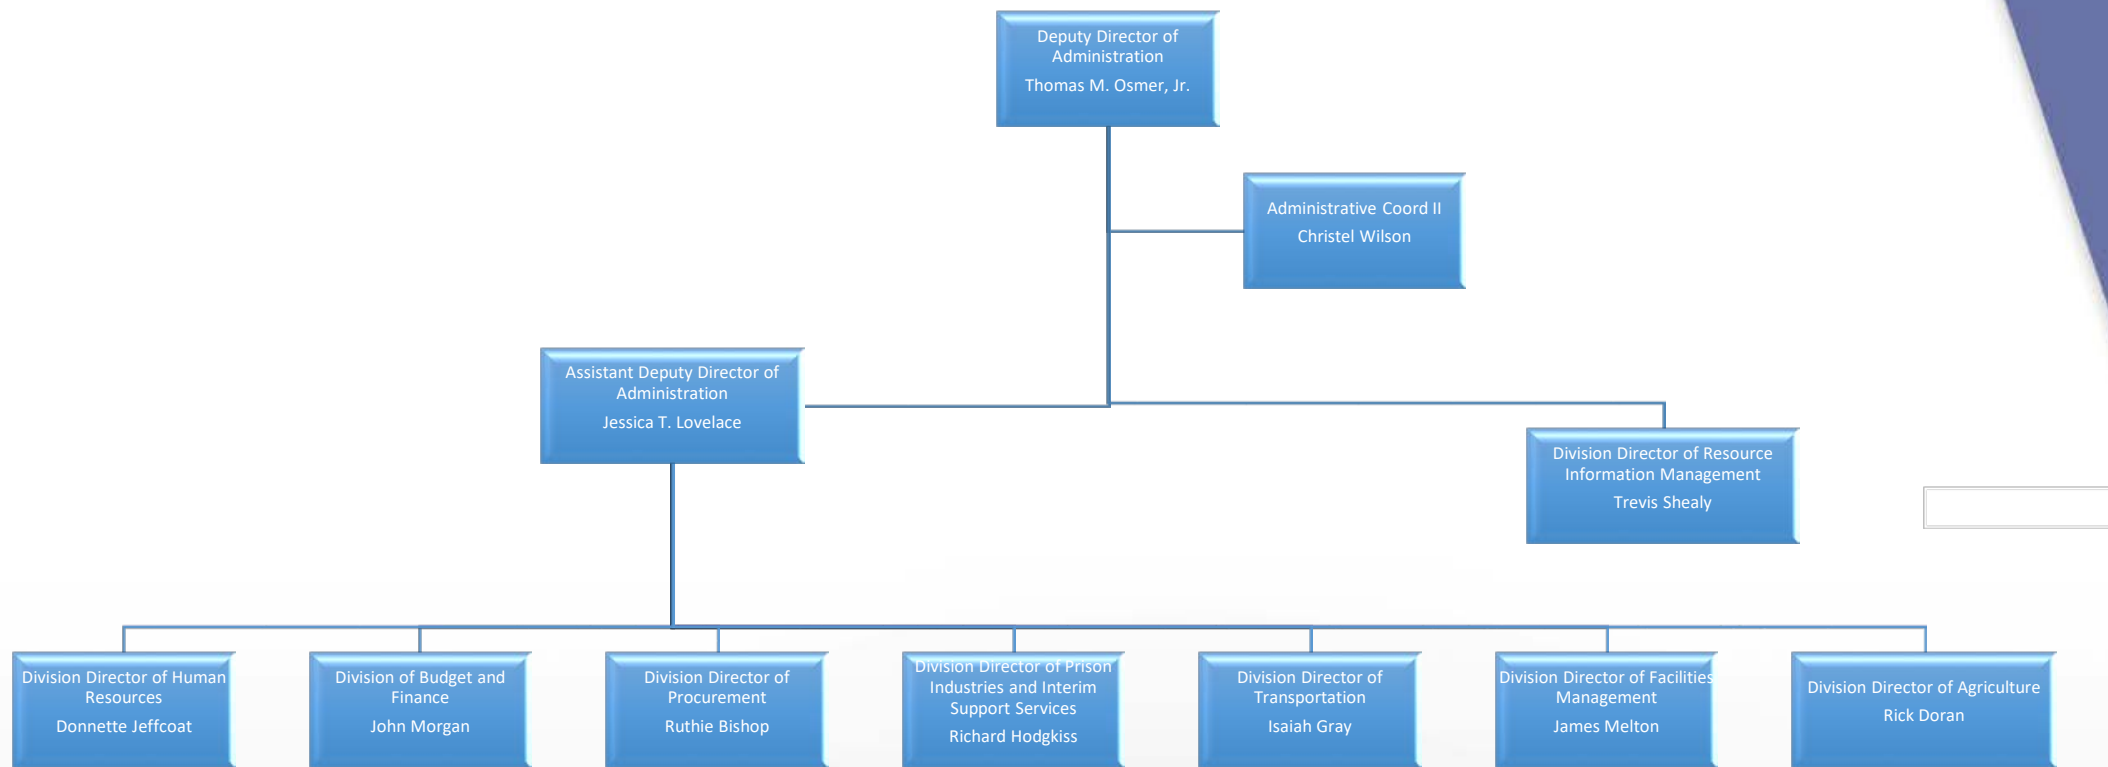 Deputy Director of
Administration
Thomas M. Osmer, Jr.
Administrative Coord II
Christel Wilson
Assistant Deputy Director of
Administration
Jessica T. Lovelace
Division Director of Resource
Information Management
Trevis Shealy
Division Director of Human
Resources
Donnette Jeffcoat
Division of Budget and
Finance
John Morgan
Division Director of
Procurement
Ruthie Bishop
Division Director of Prison
Industries and Interim
Support Services
Richard Hodgkiss
Division Director of
Transportation
Isaiah Gray
Division Director of Facilities
Management
James Melton
Division Director of Agriculture
Rick Doran